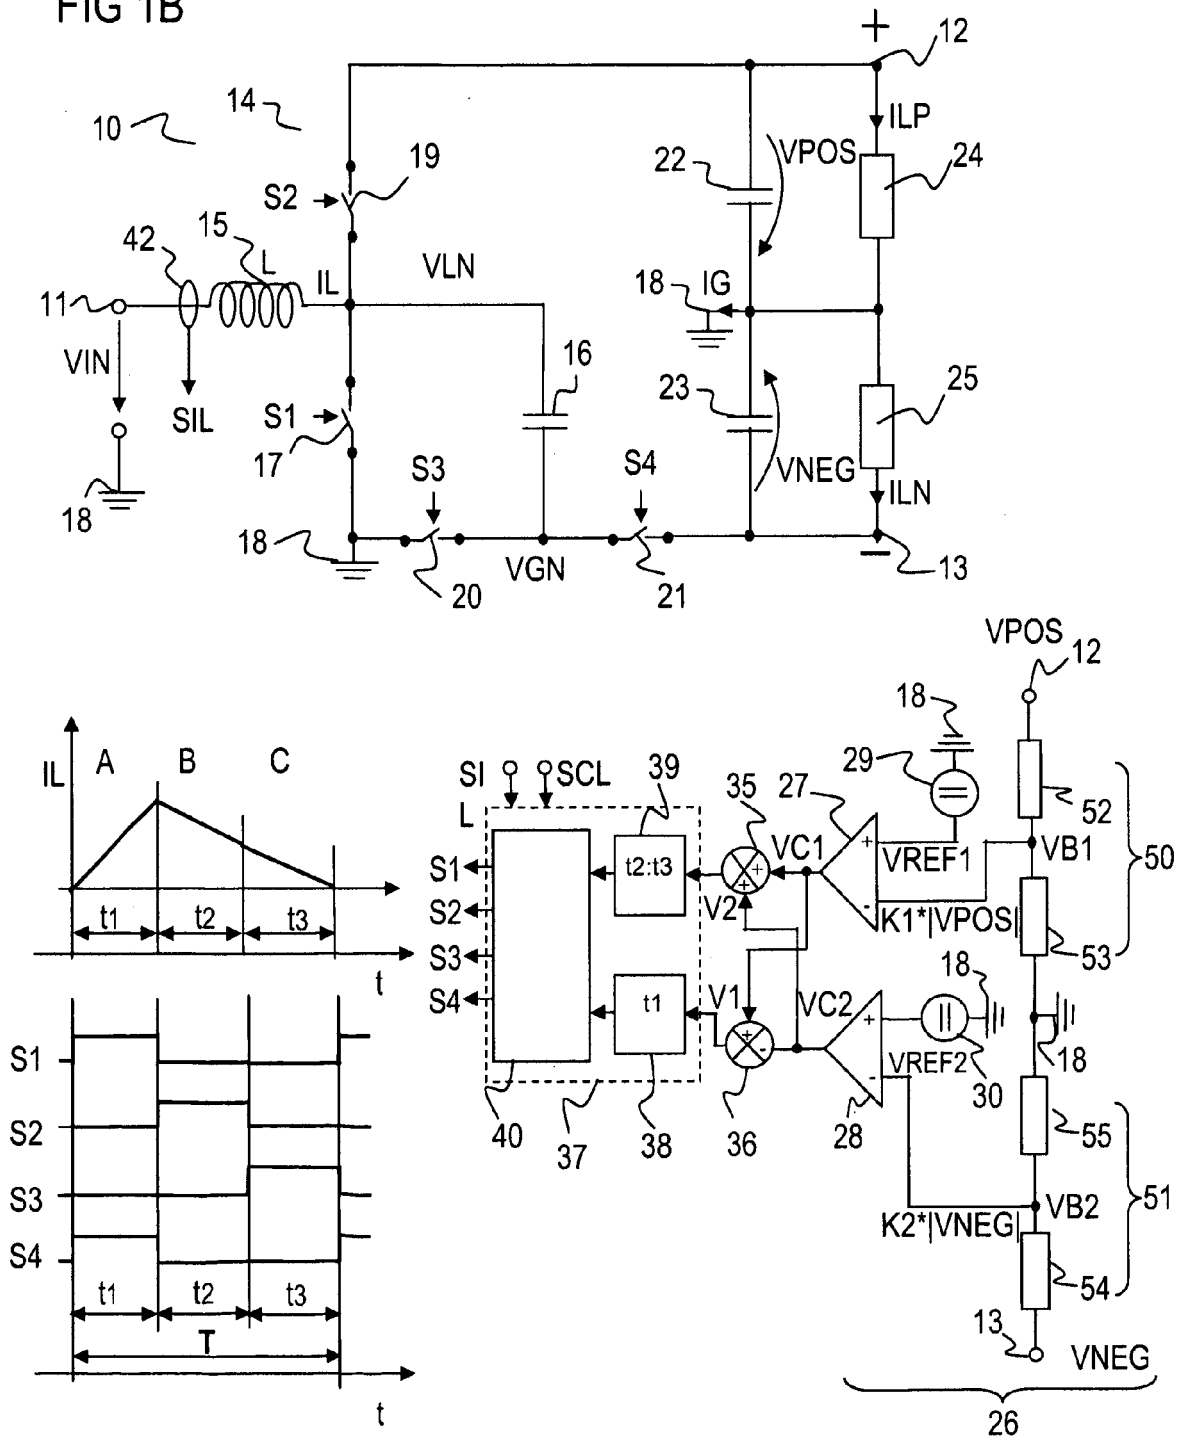 FIG 1B
+
12
14
10
ILP
19
22
VPOS
24
S2
15
42
L
IL
VLN
18
IG
11
16
VIN
23
25
S1
SIL
17
S3
S4
VNEG
ILN
18
18
VGN
20
21
13
−
VPOS
12
18
IL
A
B
C
SI
L
SCL
39
35
27
29
52
t2:t3
VC1
+
VREF1
VB1
50
S1
+
+
V2
-
K1*|VPOS|
53
S2
t1
t2
t3
S3
t
S4
t1
V1
VC2
18
+
-
+
VREF2
30
18
-
S1
40
37
38
36
28
55
S2
51
S3
VB2
K2*|VNEG|
S4
54
t1
t2
t3
T
13
VNEG
t
26